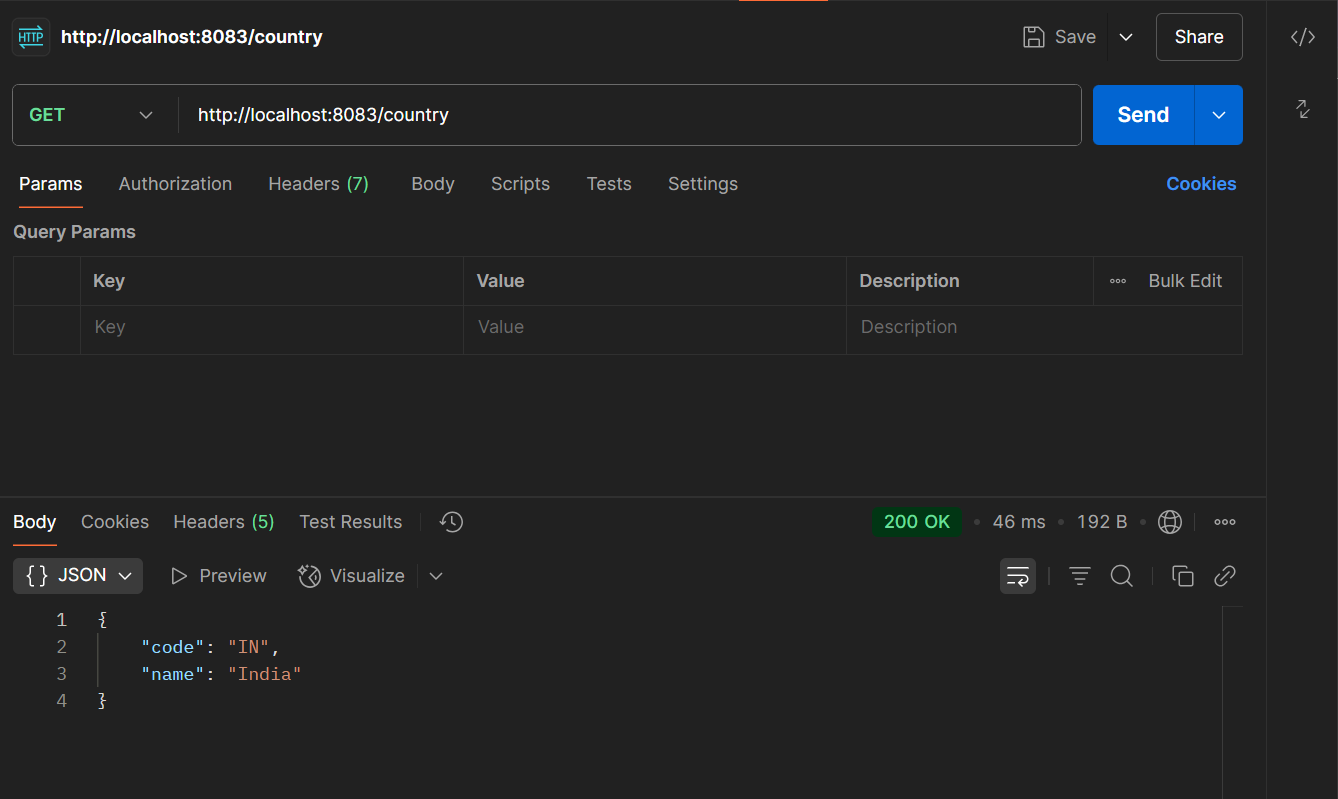 HTTP http://localhost:8083/country Save Share
GET http://localhost:8083/country Send
Params Authorization Headers (7) Body Scripts Tests Settings Cookies
Query Params
Key Value Description Bulk Edit
Key Value Description
Body Cookies Headers (5) Test Results 200 OK • 46 ms • 192 B •
{} JSON Preview Visualize
1 {
2 "code": "IN",
3 "name": "India"
4 }